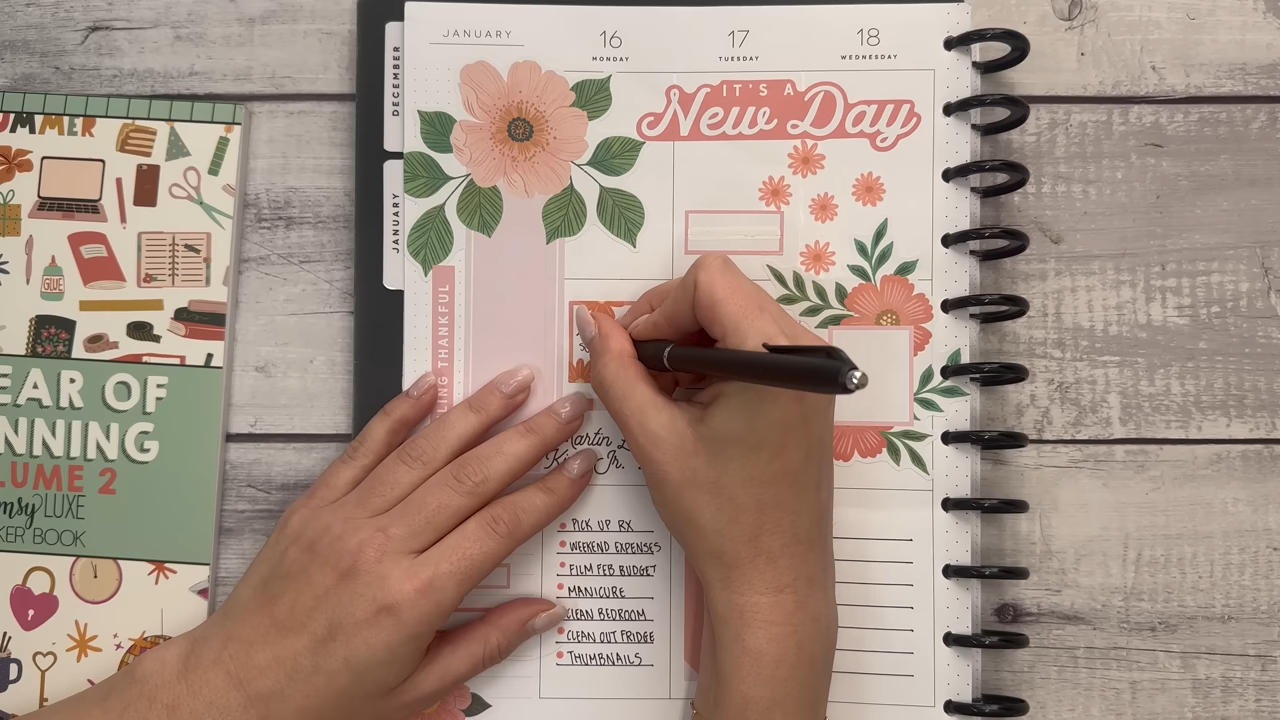 JANUARY
16
MONDAY
17
TUESDAY
18
WEDNESDAY
DECEMBER
JANUARY
IT'S A
New Day
THANKFUL
Martin
Jr.
PICK UP RX
WEEKEND EXPENSES
FILM FEB BUDGET
MANICURE
CLEAN BEDROOM
CLEAN OUT FRIDGE
THUMBNAILS
UMMER
GLUE
EAR OF
NNING
LUME 2
msy LUXE
KER BOOK